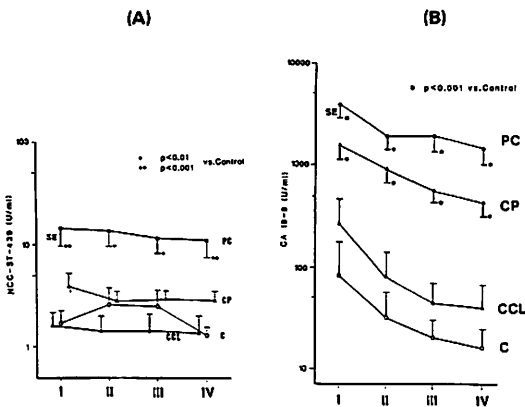 (A)
(B)
NCC-ST-439 (U/ml)
103
10
1
p<0.01
p<0.001
vs.Control
SE
PC
CP
CCL
C
I II III IV
CA 19-9 (U/ml)
10000
1000
100
10
p<0.001 vs.Control
SE
PC
CP
CCL
C
I II III IV